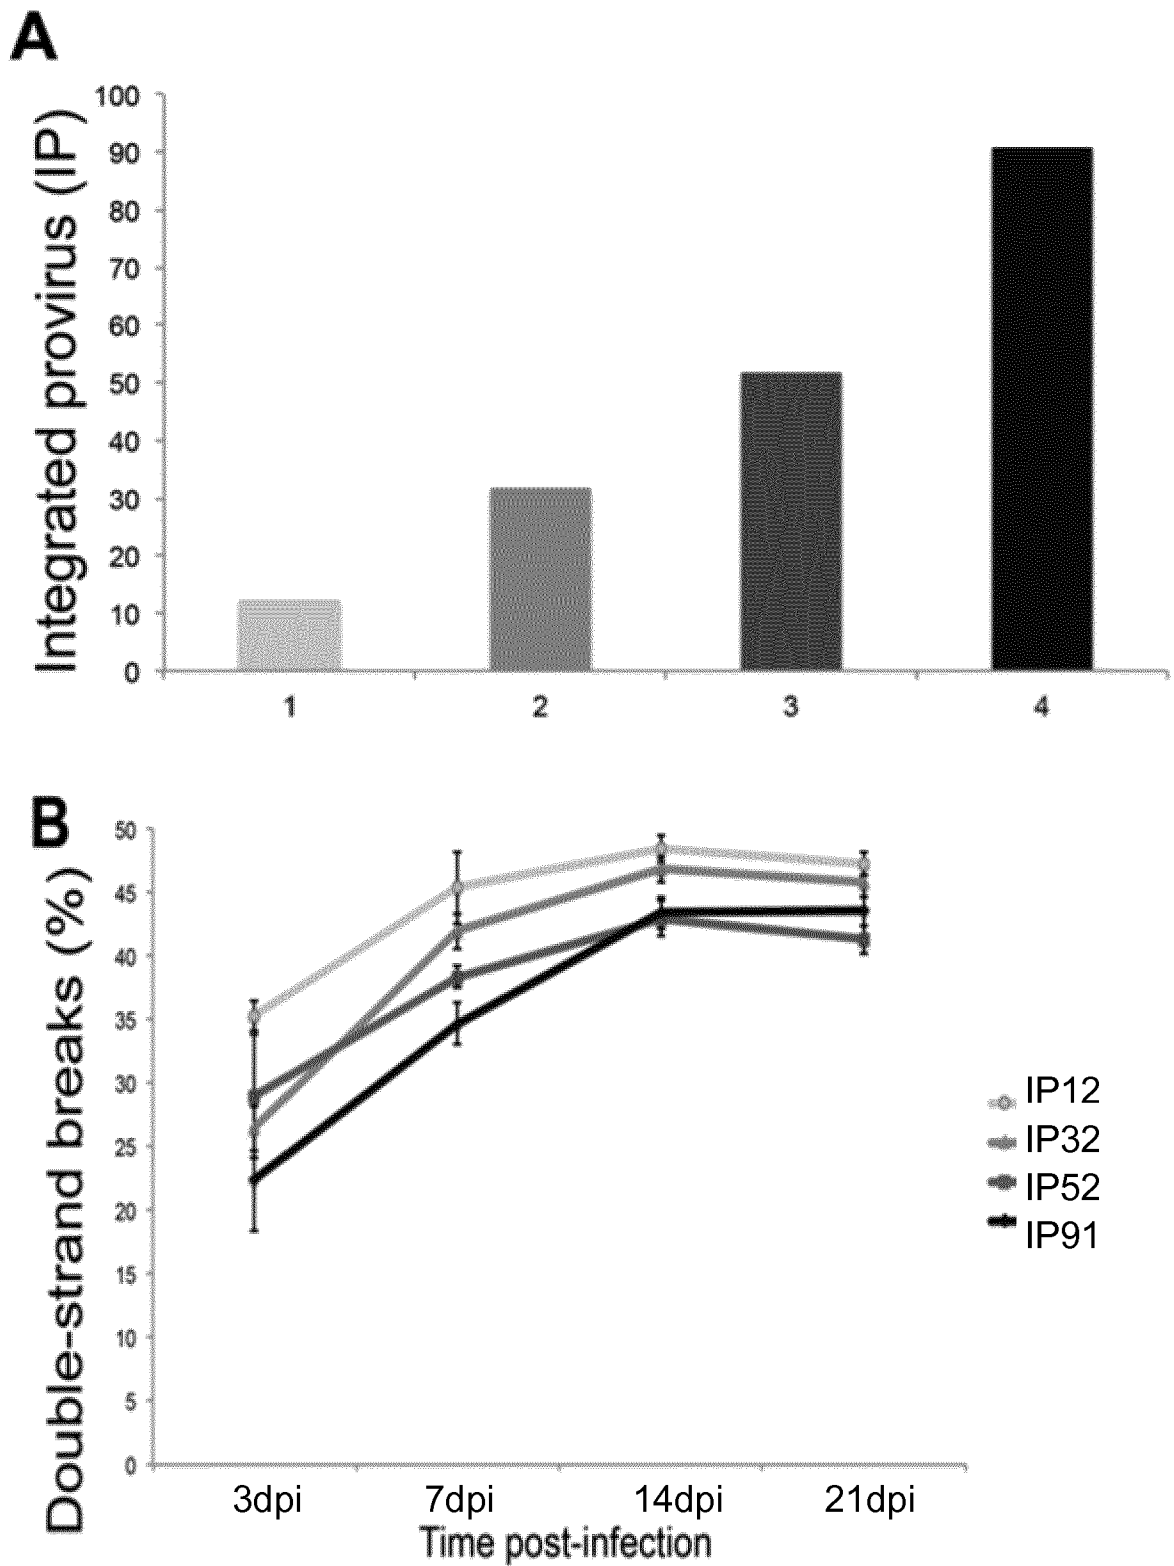 A
Integrated provirus (IP)
100
90
80
70
60
50
40
30
20
10
0
1 2 3 4
B
Double-strand breaks (%)
50
45
40
35
30
25
20
15
10
5
0
IP12
IP32
IP52
IP91
3dpi 7dpi 14dpi 21dpi
Time post-infection